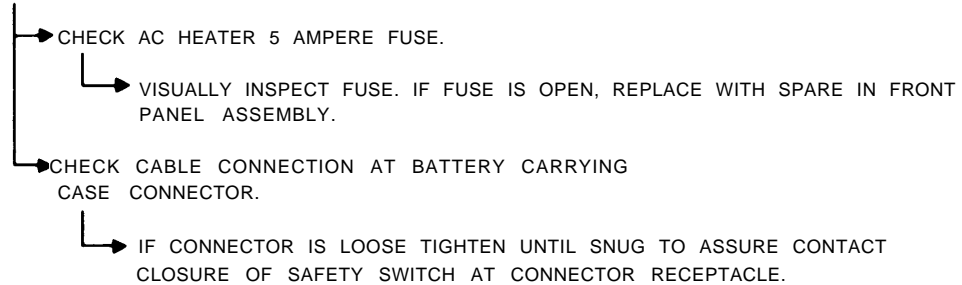 CHECK AC HEATER 5 AMPERE FUSE.
VISUALLY INSPECT FUSE. IF FUSE IS OPEN, REPLACE WITH SPARE IN FRONT
PANEL ASSEMBLY.
CHECK CABLE CONNECTION AT BATTERY CARRYING
CASE CONNECTOR.
IF CONNECTOR IS LOOSE TIGHTEN UNTIL SNUG TO ASSURE CONTACT
CLOSURE OF SAFETY SWITCH AT CONNECTOR RECEPTACLE.